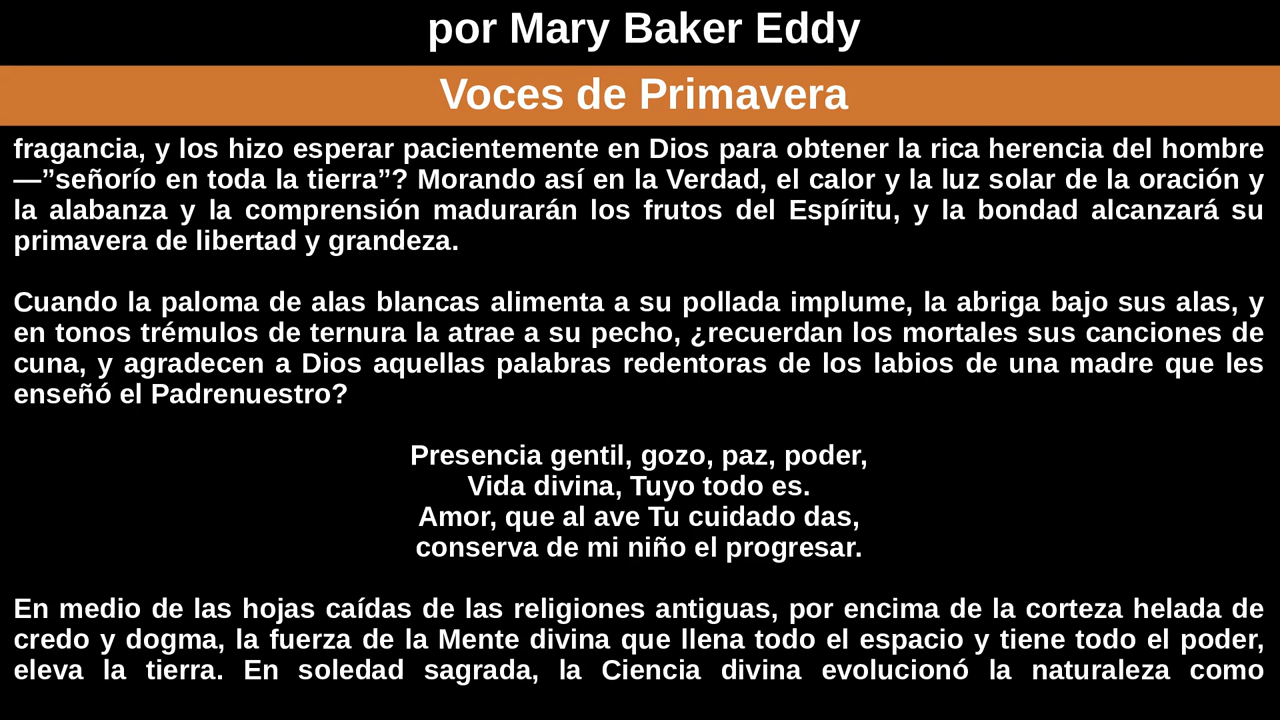 por Mary Baker Eddy
Voces de Primavera
fragancia, y los hizo esperar pacientemente en Dios para obtener la rica herencia del hombre
—”señorío en toda la tierra”? Morando así en la Verdad, el calor y la luz solar de la oración y
la alabanza y la comprensión madurarán los frutos del Espíritu, y la bondad alcanzará su
primavera de libertad y grandeza.
Cuando la paloma de alas blancas alimenta a su pollada implume, la abriga bajo sus alas, y
en tonos trémulos de ternura la atrae a su pecho, ¿recuerdan los mortales sus canciones de
cuna, y agradecen a Dios aquellas palabras redentoras de los labios de una madre que les
enseñó el Padrenuestro?
Presencia gentil, gozo, paz, poder,
Vida divina, Tuyo todo es.
Amor, que al ave Tu cuidado das,
conserva de mi niño el progresar.
En medio de las hojas caídas de las religiones antiguas, por encima de la corteza helada de
credo y dogma, la fuerza de la Mente divina que llena todo el espacio y tiene todo el poder,
eleva la tierra. En soledad sagrada, la Ciencia divina evolucionó la naturaleza como